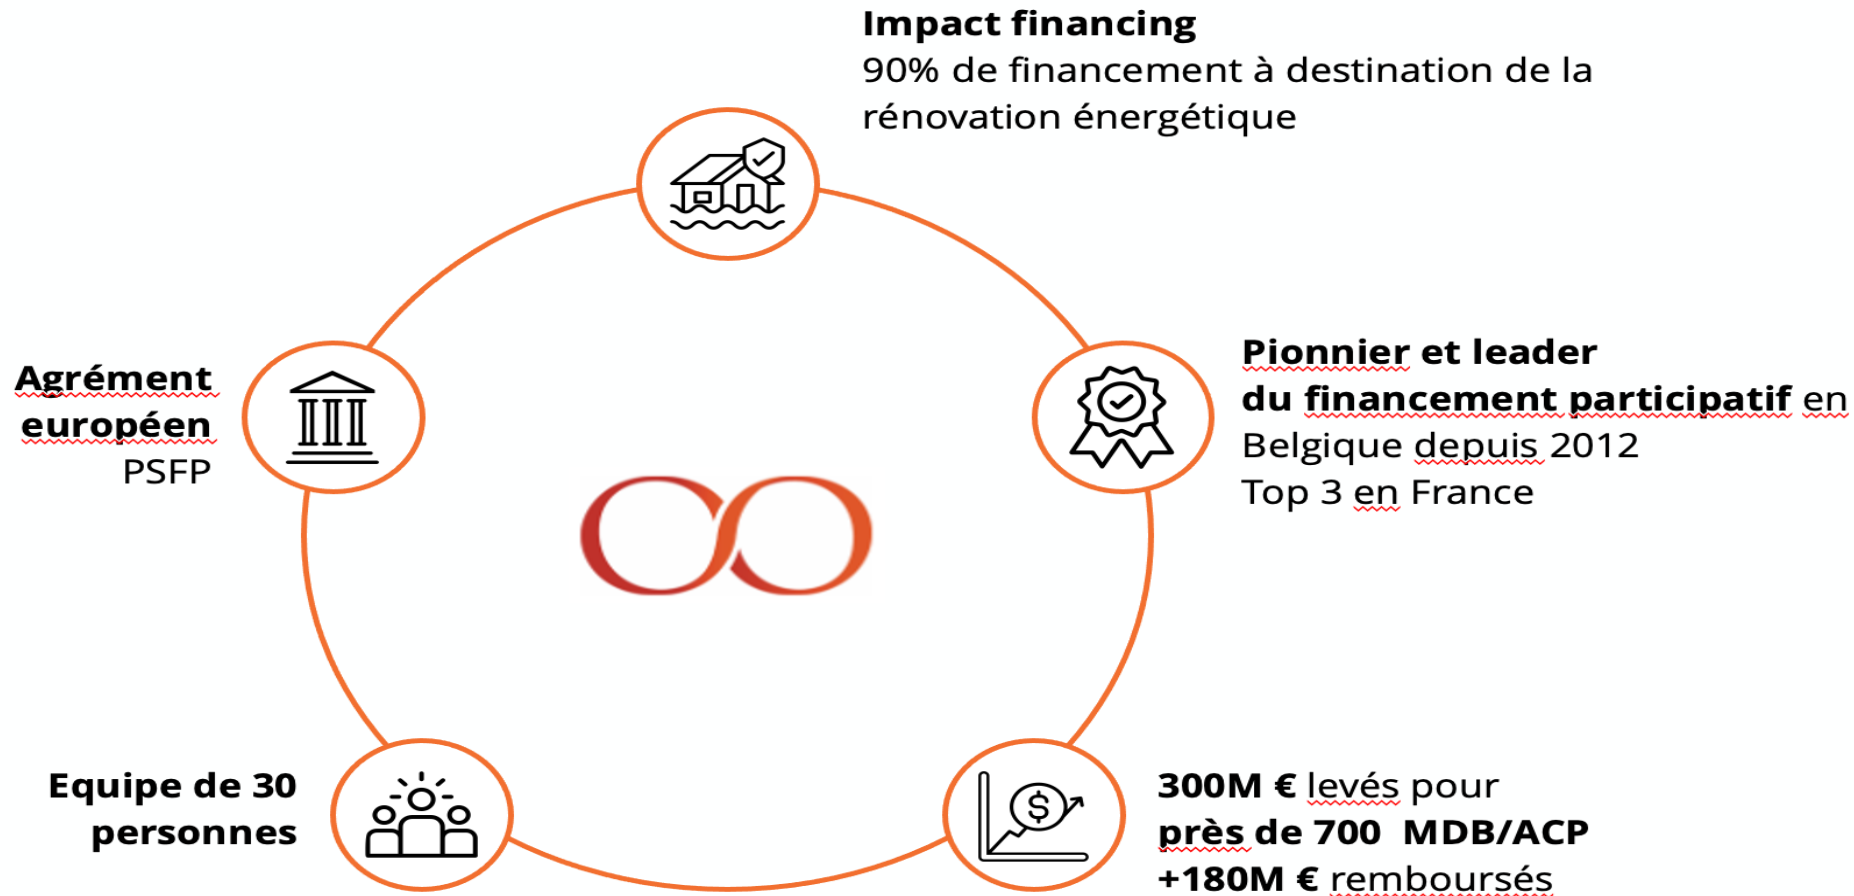 Impact financing
90% de financement à destination de la
rénovation énergétique
Agrément
européen
PSFP
Pionnier et leader
du financement participatif en
Belgique depuis 2012
Top 3 en France
Equipe de 30
personnes
300M € levés pour
près de 700 MDB/ACP
+180M € remboursés
$